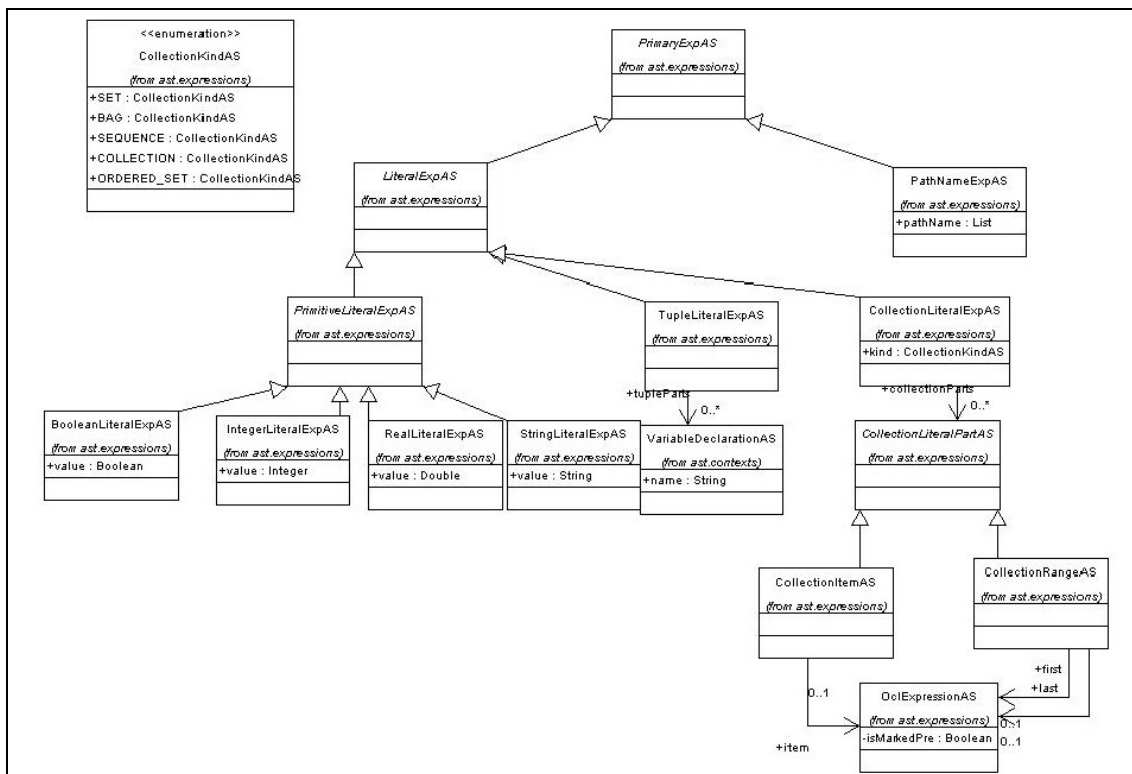 <<enumeration>>
CollectionKindAS
(from ast.expressions)
+SET : CollectionKindAS
+BAG : CollectionKindAS
+SEQUENCE : CollectionKindAS
+COLLECTION : CollectionKindAS
+ORDERED_SET : CollectionKindAS
PrimaryExpAS
(from ast.expressions)
LiteralExpAS
(from ast.expressions)
PathNameExpAS
(from ast.expressions)
+pathName : List
PrimitiveLiteralExpAS
(from ast.expressions)
TupleLiteralExpAS
(from ast.expressions)
CollectionLiteralExpAS
(from ast.expressions)
+kind : CollectionKindAS
+tupleParts
0..*
+collectionParts
0..*
BooleanLiteralExpAS
(from ast.expressions)
+value : Boolean
IntegerLiteralExpAS
(from ast.expressions)
+value : Integer
RealLiteralExpAS
(from ast.expressions)
+value : Double
StringLiteralExpAS
(from ast.expressions)
+value : String
VariableDeclarationAS
(from ast.contexts)
+name : String
CollectionLiteralPartAS
(from ast.expressions)
CollectionItemAS
(from ast.expressions)
CollectionRangeAS
(from ast.expressions)
+first
+last
0..1
0..1
0..1
+item
OclExpressionAS
(from ast.expressions)
-isMarkedPre : Boolean